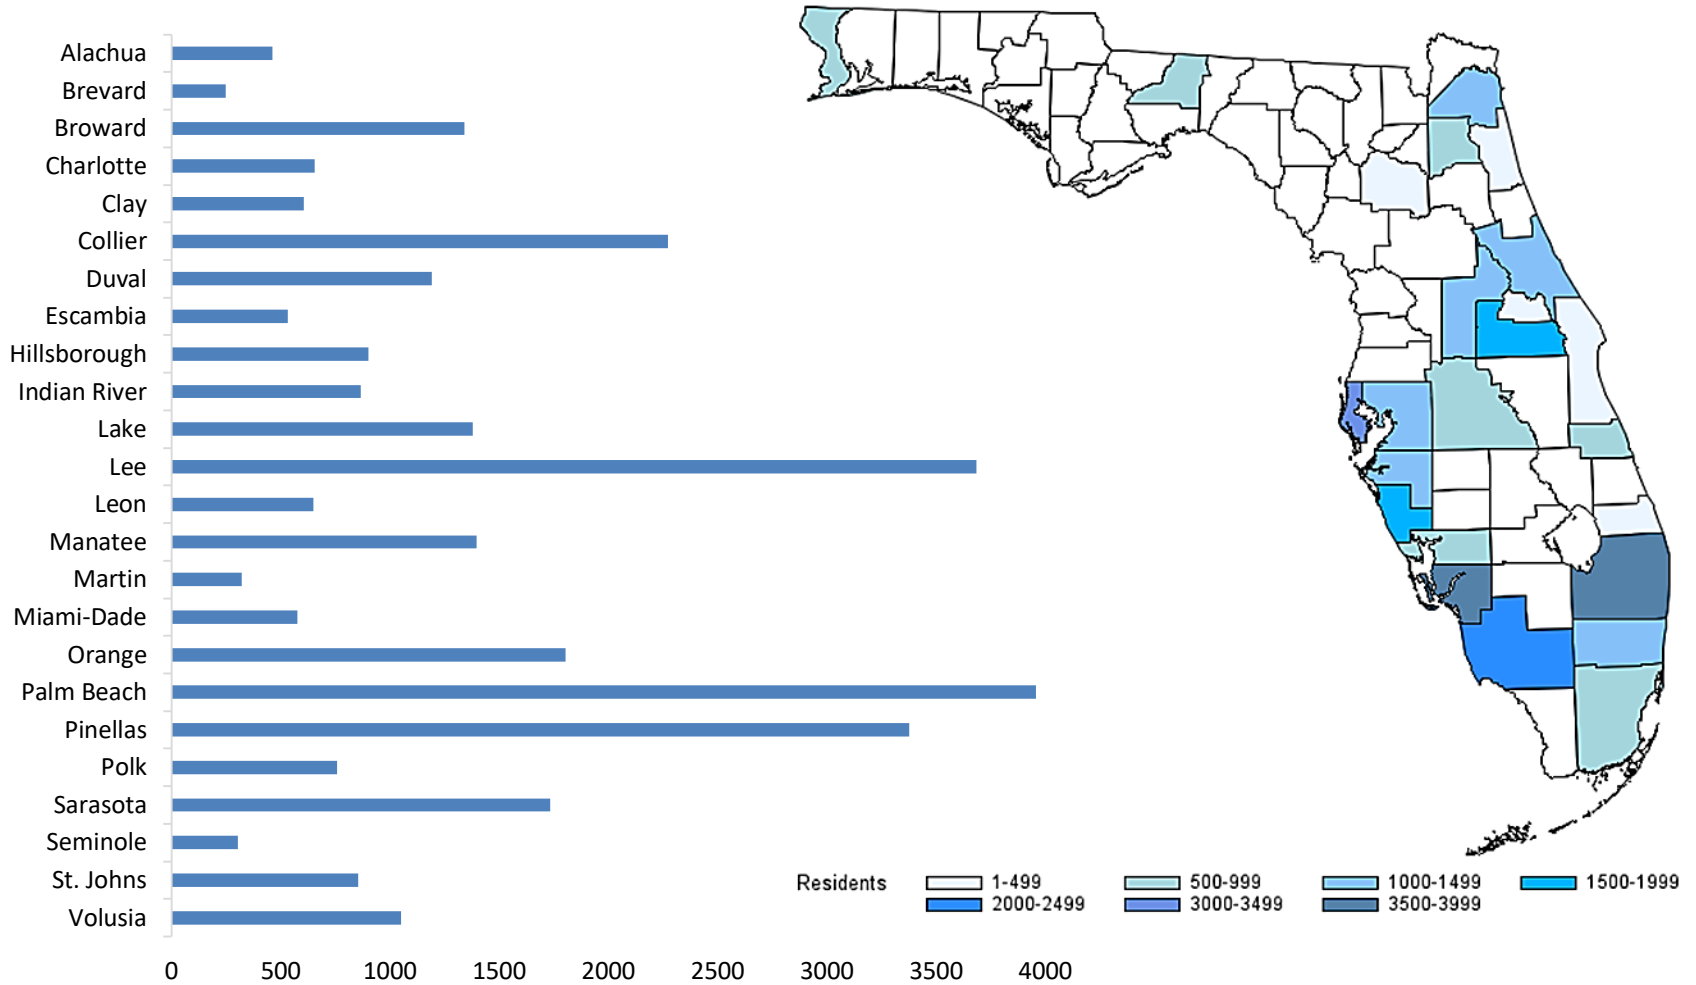 Alachua
Brevard
Broward
Charlotte
Clay
Collier
Duval
Escambia
Hillsborough
Indian River
Lake
Lee
Leon
Manatee
Martin
Miami-Dade
Orange
Palm Beach
Pinellas
Polk
Sarasota
Seminole
St. Johns
Volusia
0 500 1000 1500 2000 2500 3000 3500 4000
Residents 1-499 500-999 1000-1499 1500-1999
2000-2499 3000-3499 3500-3999